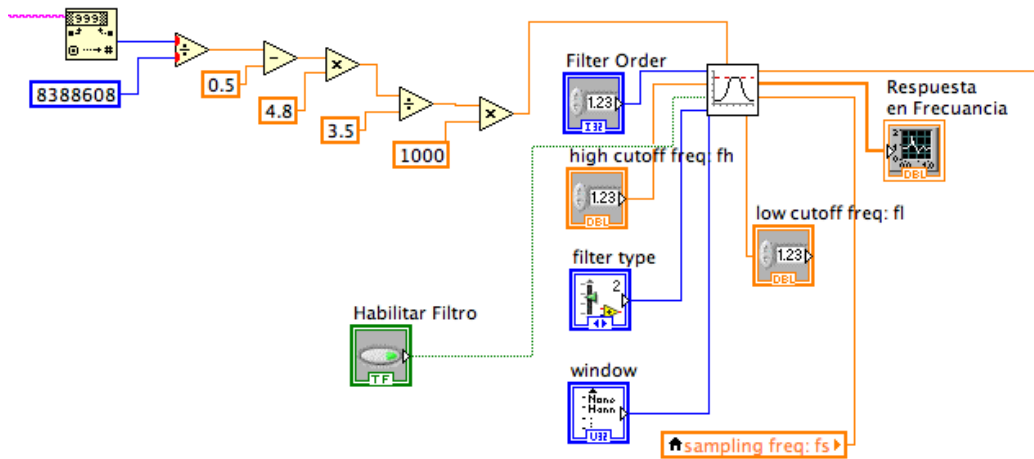 999
#
8388608
0.5
4.8
3.5
1000
Filter Order
1.23
I32
high cutoff freq: fh
1.23
DBL
filter type
2
Habilitar Filtro
TF
window
None
Hann
U32
Respuesta
en Frecuancia
DBL
low cutoff freq: fl
1.23
DBL
sampling freq: fs